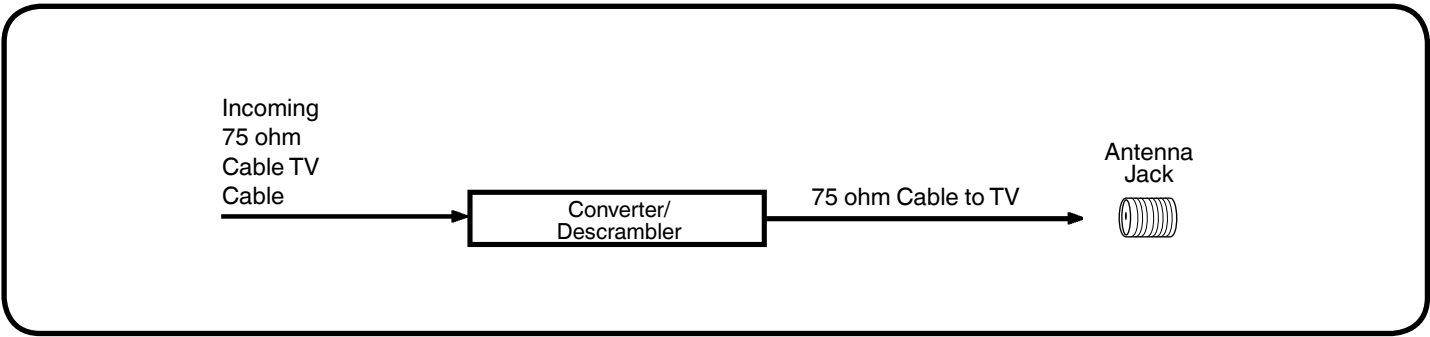 Incoming
75 ohm
Cable TV
Cable
Converter/
Descrambler
75 ohm Cable to TV
Antenna
Jack